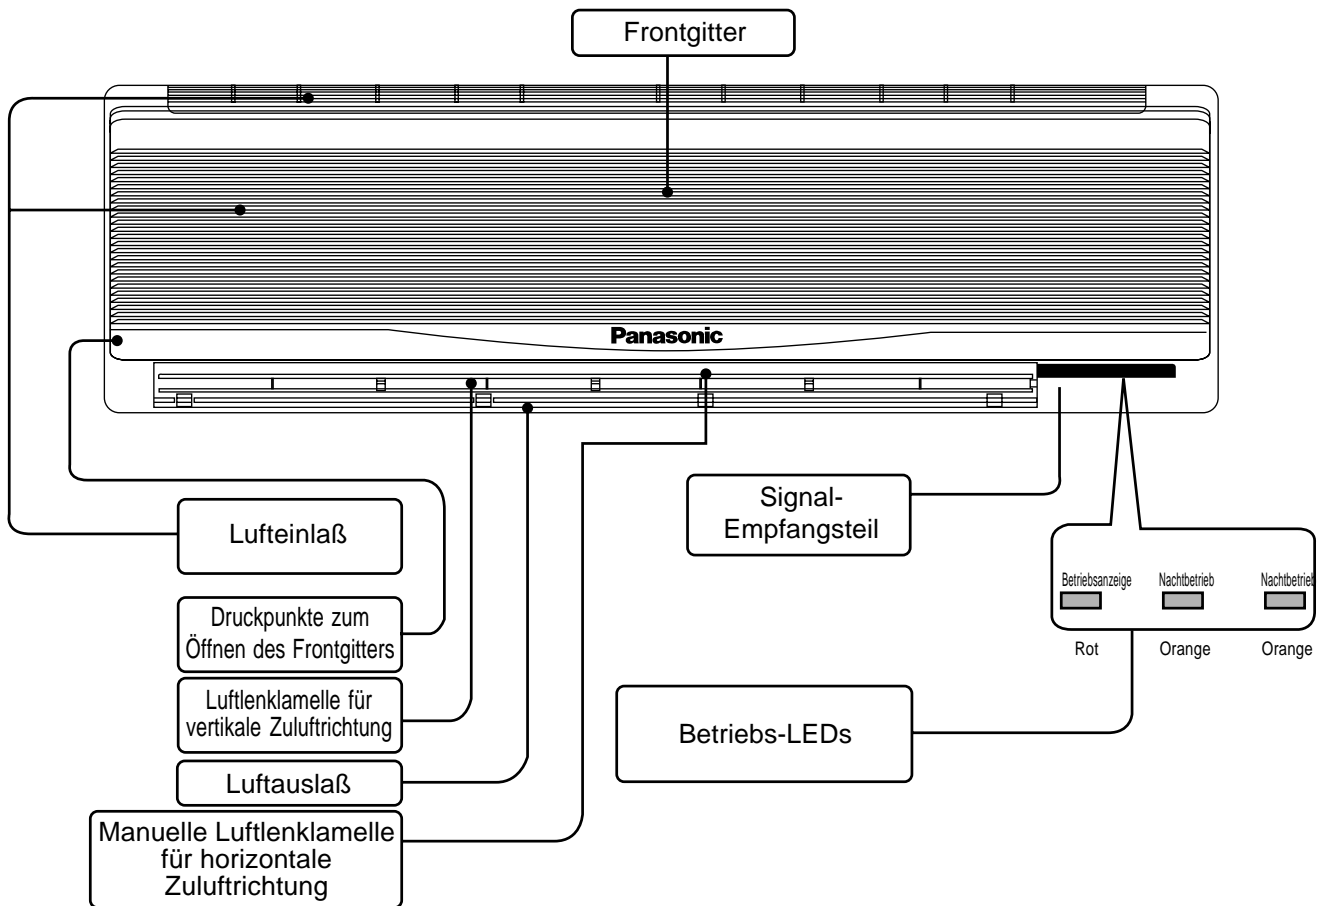 Frontgitter
Panasonic
Signal-
Empfangsteil
Lufteinlaß
Betriebsanzeige
Nachtbetrieb
Nachtbetrieb
Rot
Orange
Orange
Druckpunkte zum
Öffnen des Frontgitters
Luftlenklamelle für
vertikale Zuluftrichtung
Betriebs-LEDs
Luftauslaß
Manuelle Luftlenklamelle
für horizontale
Zuluftrichtung